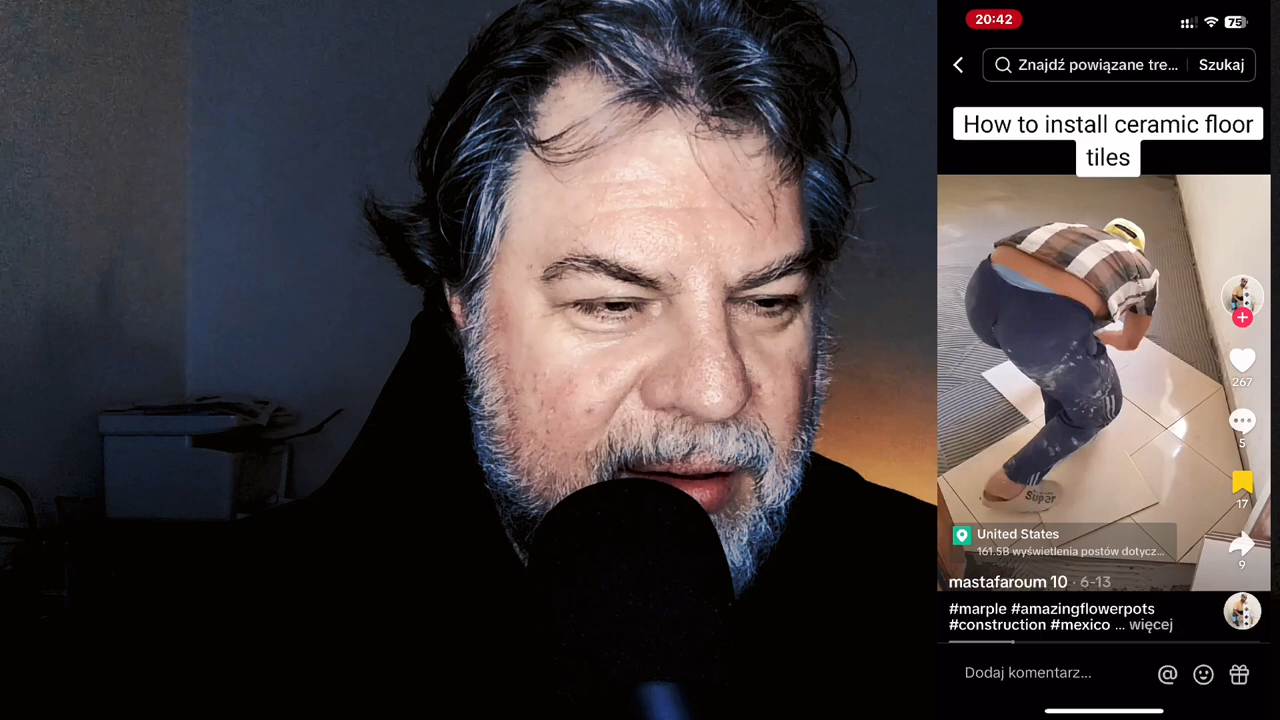 20:42
75
Znajdź powiązane tre...
Szukaj
How to install ceramic floor
tiles
267
5
17
Super
9
United States
161.5B wyświetlenia postów dotycz...
mastafaroum 10 · 6-13
#marple #amazingflowerpots
#construction #mexico ... więcej
Dodaj komentarz...